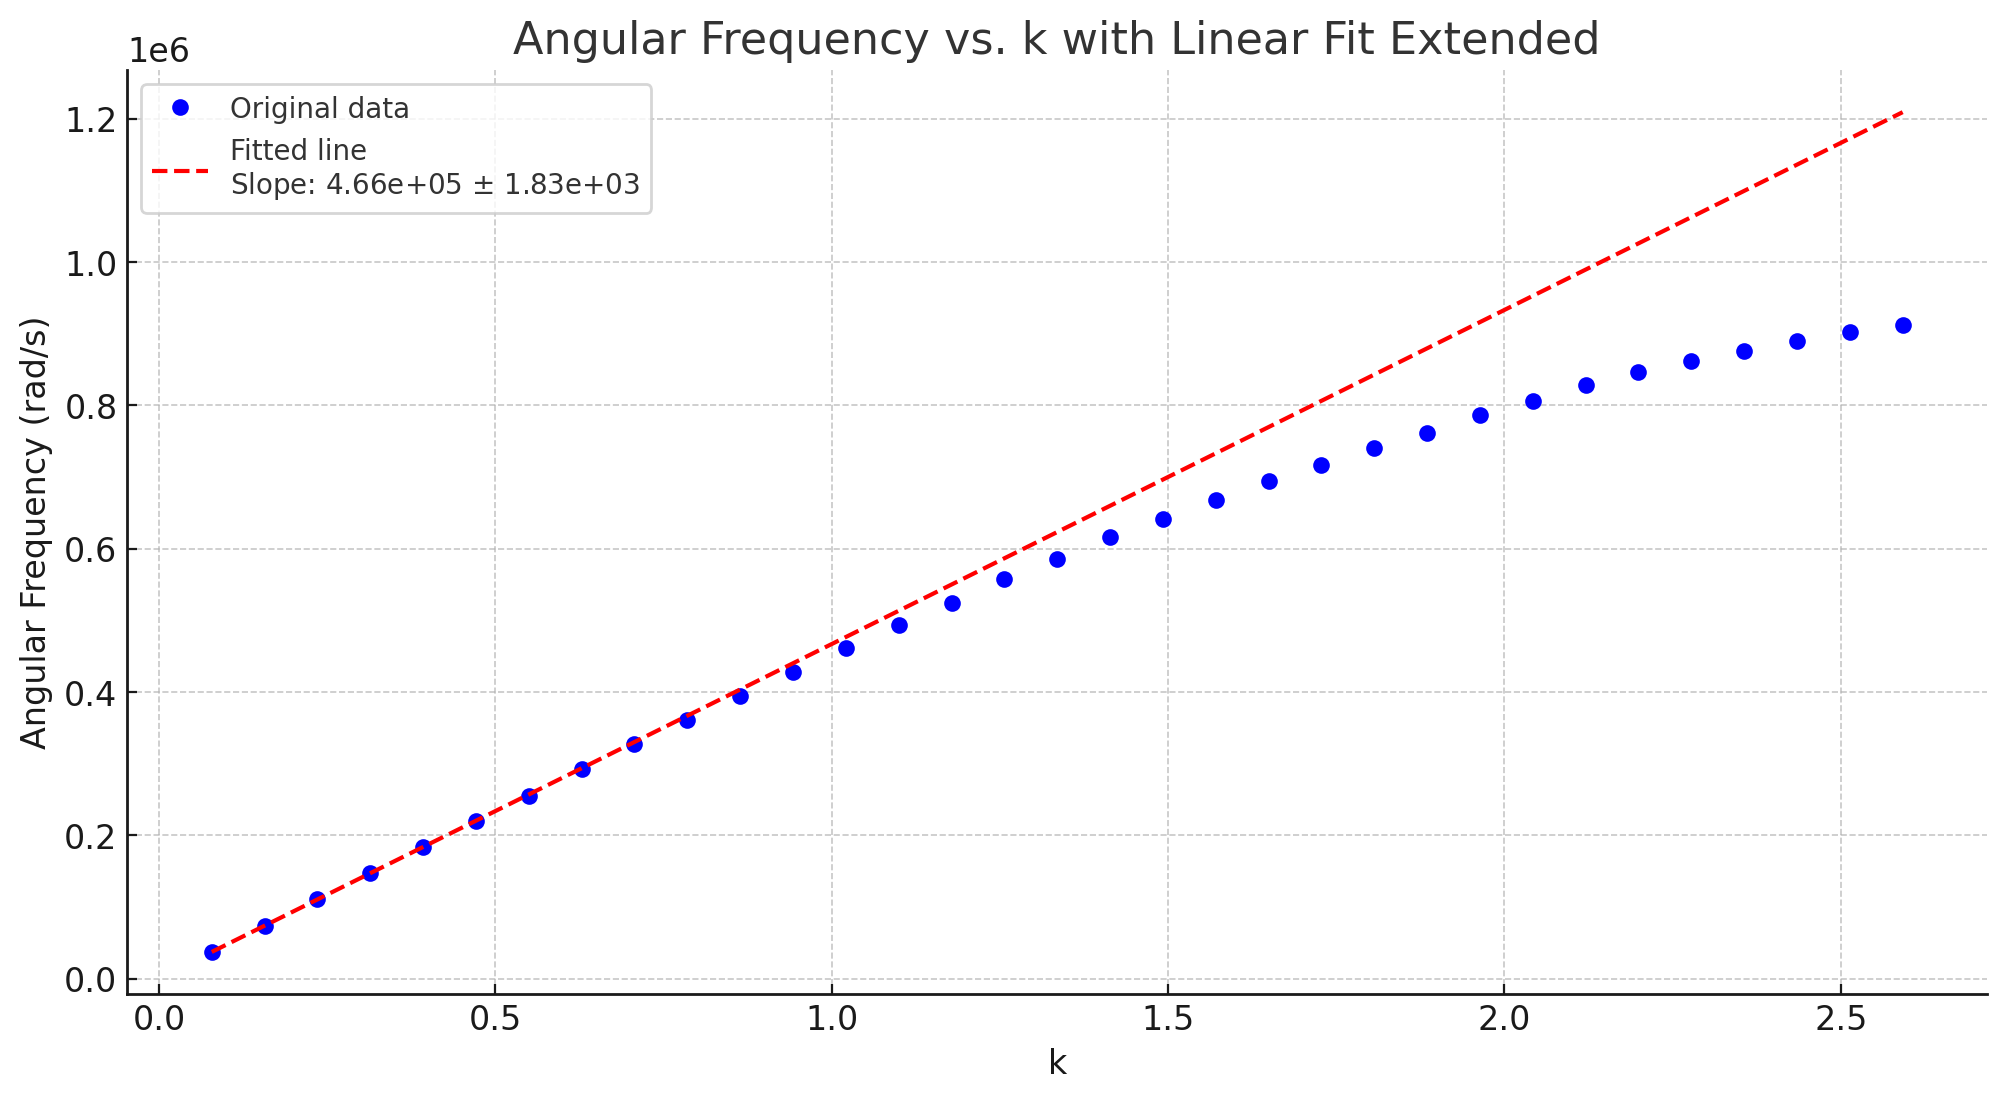 Angular Frequency vs. k with Linear Fit Extended
1e6
Original data
Fitted line
Slope: 4.66e+05 ± 1.83e+03
1.2
1.0
0.8
0.6
0.4
0.2
0.0
Angular Frequency (rad/s)
0.0 0.5 1.0 1.5 2.0 2.5
k